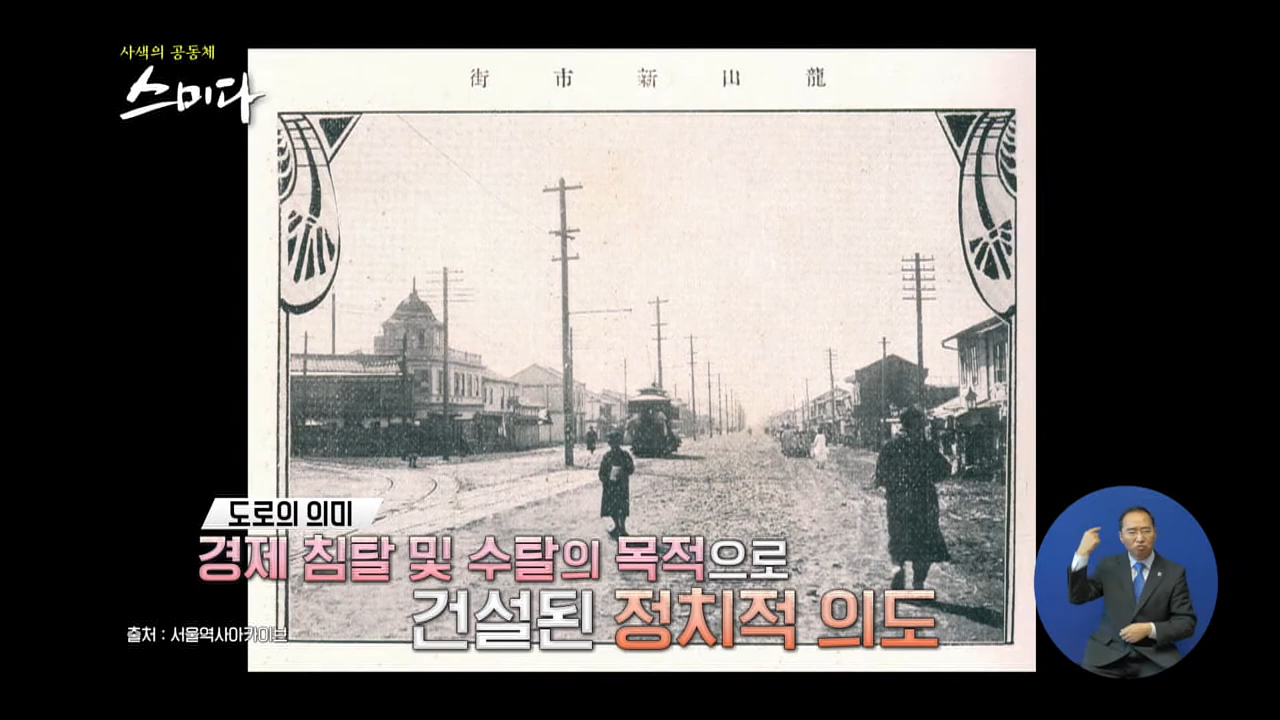 사색의 공동체
스미다
街 市 新 山 龍
도로의 의미
경제 침탈 및 수탈의 목적으로
건설된 정치적 의도
출처 : 서울역사아카이브